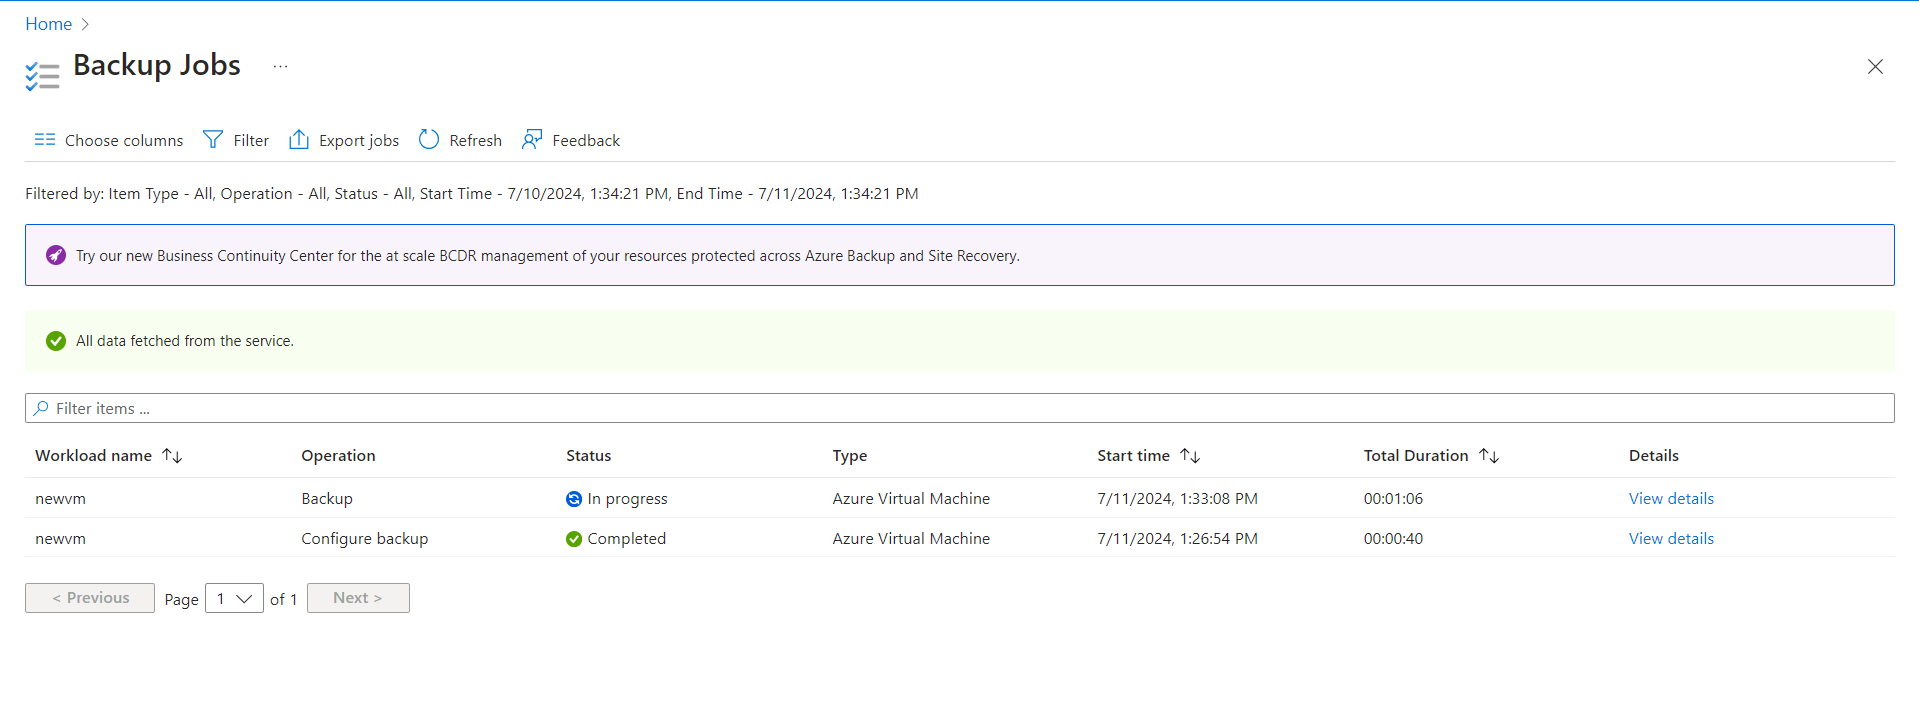 Home >
Backup Jobs ...
Choose columns Filter Export jobs Refresh Feedback
Filtered by: Item Type - All, Operation - All, Status - All, Start Time - 7/10/2024, 1:34:21 PM, End Time - 7/11/2024, 1:34:21 PM
Try our new Business Continuity Center for the at scale BCDR management of your resources protected across Azure Backup and Site Recovery.
All data fetched from the service.
Filter items ...
Workload name Operation Status Type Start time Total Duration Details
newvm Backup In progress Azure Virtual Machine 7/11/2024, 1:33:08 PM 00:01:06 View details
newvm Configure backup Completed Azure Virtual Machine 7/11/2024, 1:26:54 PM 00:00:40 View details
< Previous Page 1 of 1 Next >